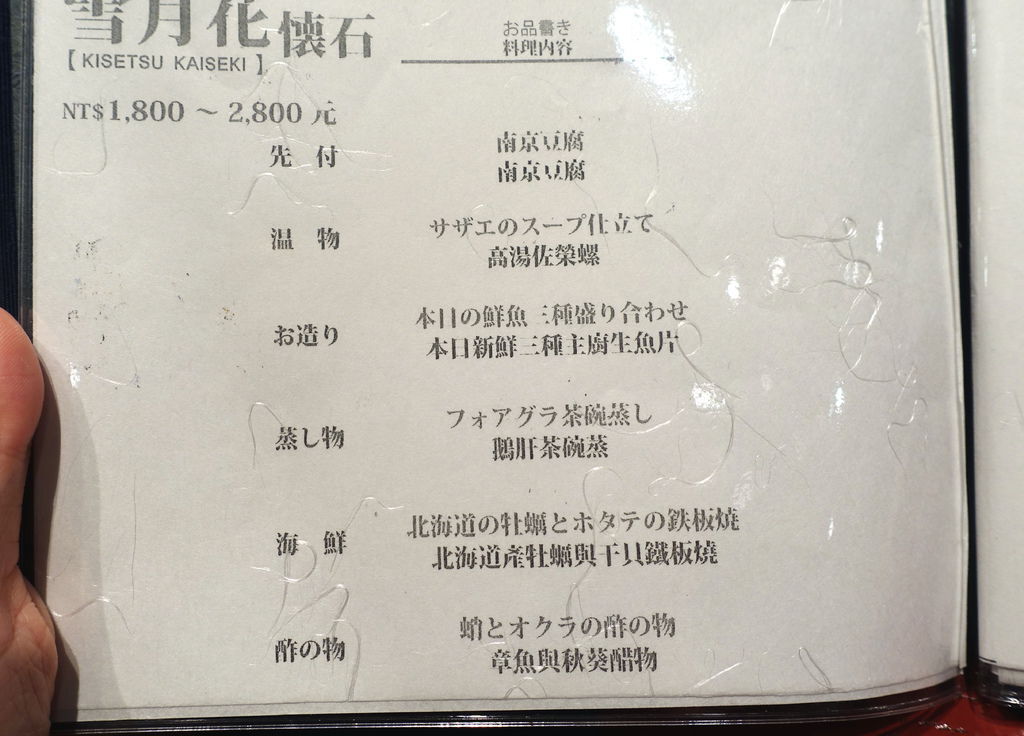 雪月花懐石
【 KISETSU KAISEKI 】
お品書き
料理内容
NT$1,800 ～ 2,800 元
先 付
南京豆腐
南京豆腐
温 物
サザエのスープ仕立て
高湯佐榮螺
お造り
本日の鮮魚三種盛り合わせ
本日新鮮三種主廚生魚片
蒸し物
フォアグラ茶碗蒸し
鵝肝茶碗蒸
海 鮮
北海道の牡蠣とホタテの鉄板焼
北海道產牡蠣與干貝鐵板燒
酢の物
蛸とオクラの酢の物
章魚與秋葵醋物